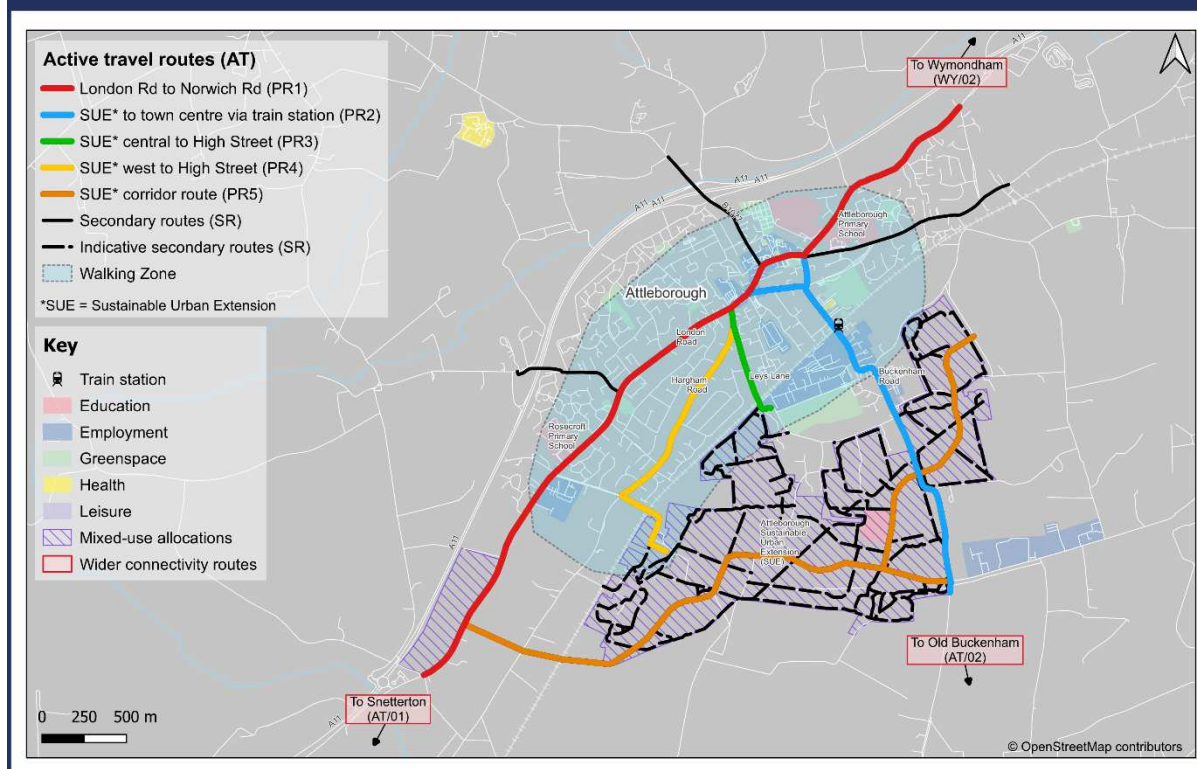 Active travel routes (AT)
London Rd to Norwich Rd (PR1)
SUE* to town centre via train station (PR2)
SUE* central to High Street (PR3)
SUE* west to High Street (PR4)
SUE* corridor route (PR5)
Secondary routes (SR)
Indicative secondary routes (SR)
Walking Zone
*SUE = Sustainable Urban Extension
Key
Train station
Education
Employment
Greenspace
Health
Leisure
Mixed-use allocations
Wider connectivity routes
0 250 500 m
To Wymondham
(WY/02)
A11
A11
A11
A11
A11
Attleborough
Primary
School
Attleborough
London
Road
Hargham
Road
Leys Lane
Buckenham
Road
Rosecroft
Primary
School
Attleborough
Sustainable
Urban
Extension
(SUE)
A11
A11
To Old Buckenham
(AT/02)
To Snetterton
(AT/01)
© OpenStreetMap contributors